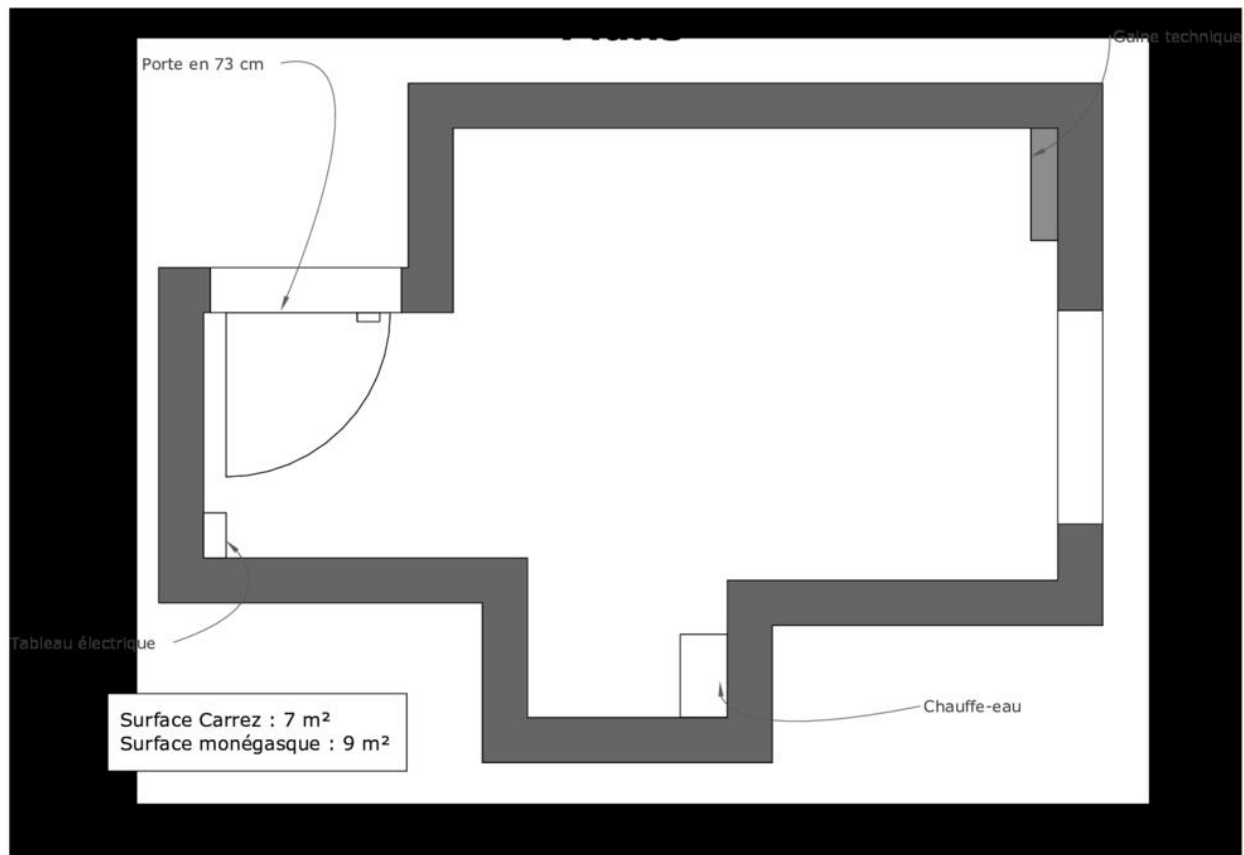 Gaine technique
Porte en 73 cm
Tableau électrique
Surface Carrez : 7 m²
Surface monégasque : 9 m²
Chauffe-eau